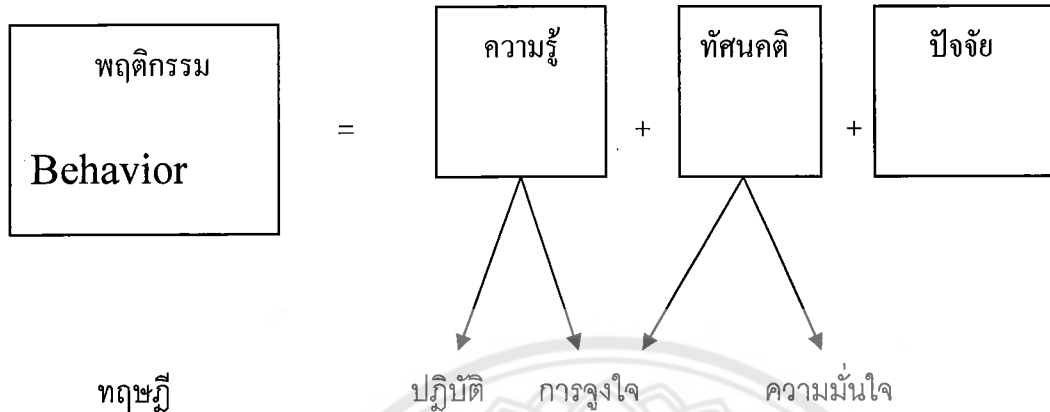 พฤติกรรม
Behavior
=
ความรู้
+
ทัศนคติ
+
ปัจจัย
ทฤษฎี ปฏิบัติ การจูงใจ ความมั่นใจ